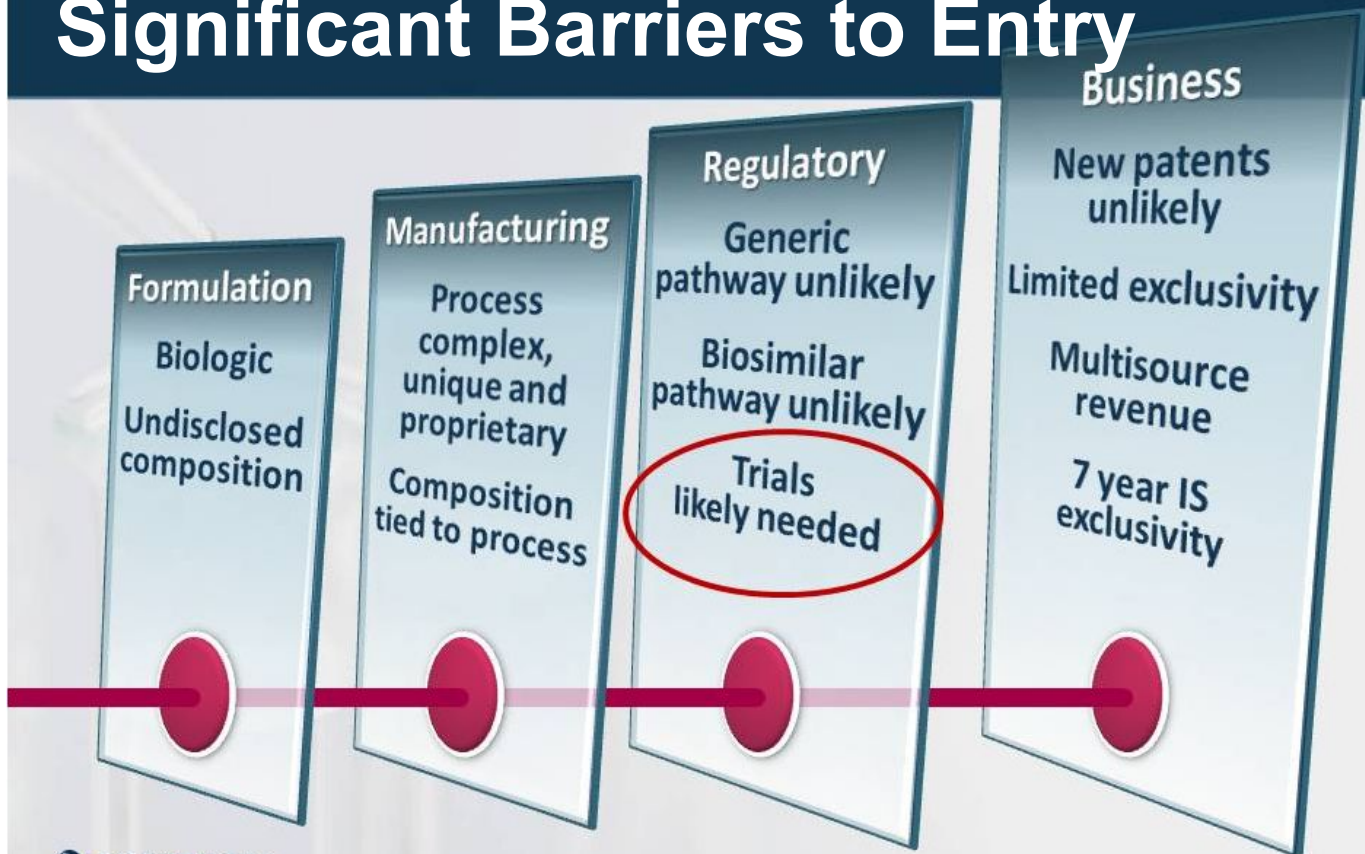 Significant Barriers to Entry
Formulation
Biologic
Undisclosed
composition
Manufacturing
Process
complex,
unique and
proprietary
Composition
tied to process
Regulatory
Generic
pathway unlikely
Biosimilar
pathway unlikely
Trials
likely needed
Business
New patents
unlikely
Limited exclusivity
Multisource
revenue
7 year IS
exclusivity